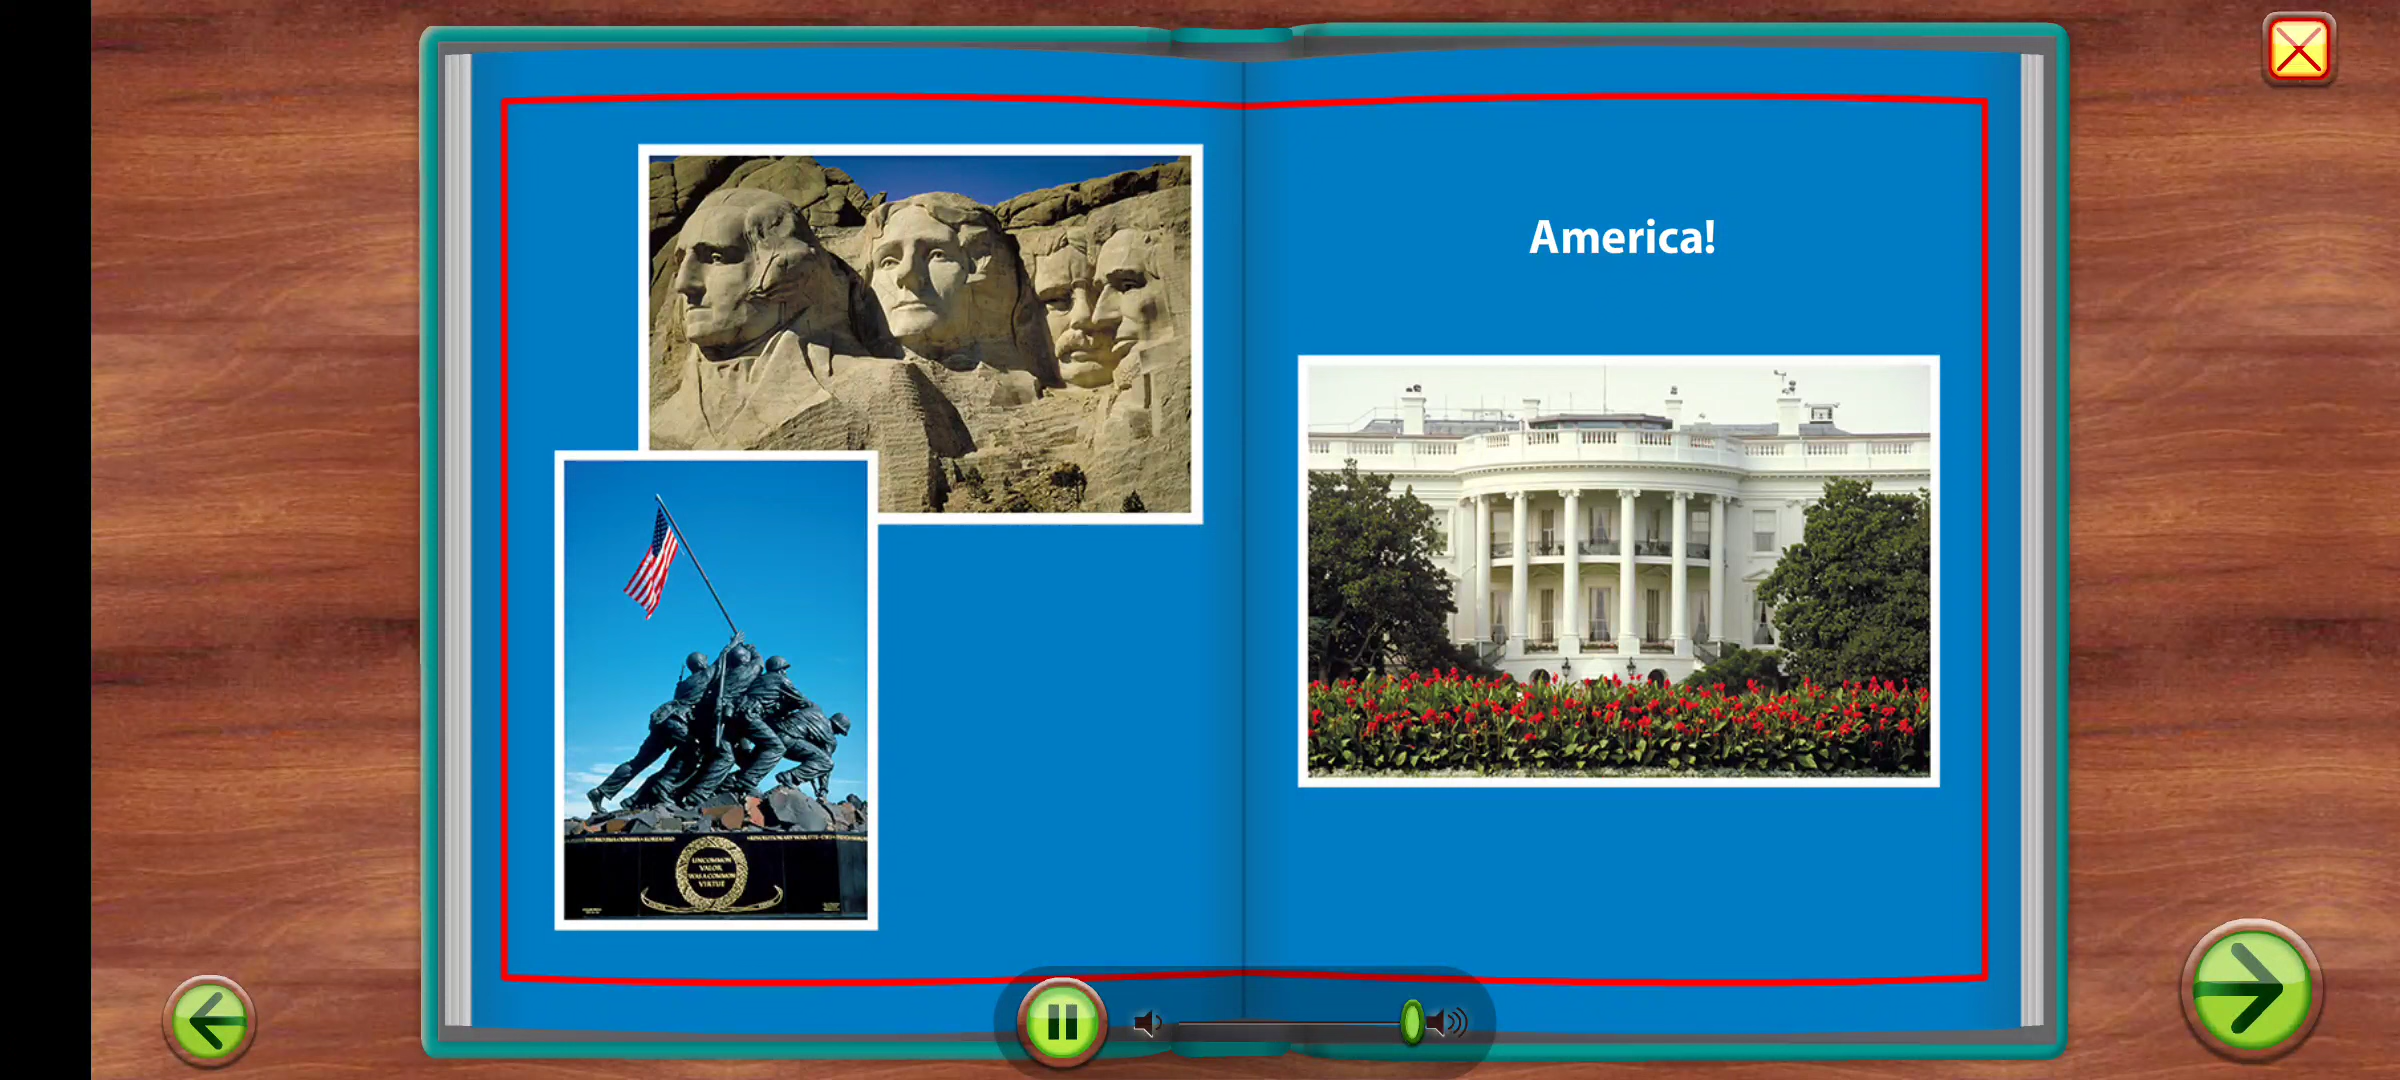 America!
UNCOMMON
VALOR
WAS A COMMON
VIRTUE